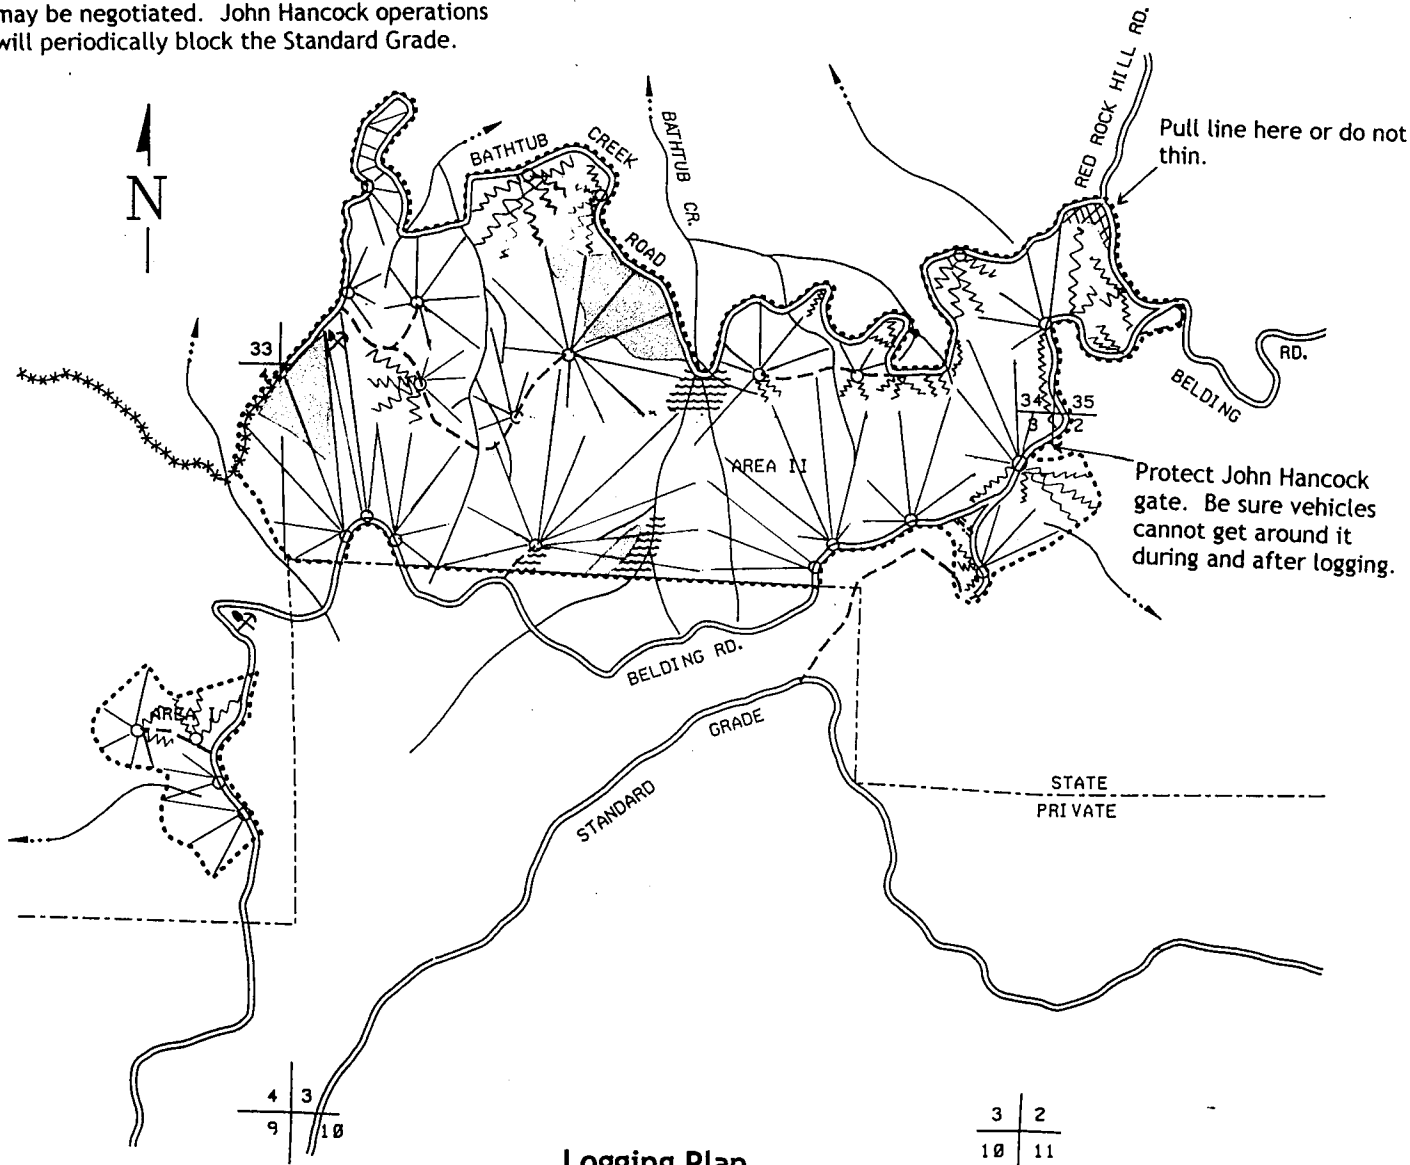 may be negotiated. John Hancock operations
will periodically block the Standard Grade.
N
BATHTUB CREEK ROAD
BATHTUB CR.
RED ROCK HILL RD.
Pull line here or do not
thin.
33
34 35
3 2
BELDING RD.
AREA II
Protect John Hancock
gate. Be sure vehicles
cannot get around it
during and after logging.
BELDING RD.
AREA I
STANDARD GRADE
STATE
PRIVATE
4 3
9 10
3 2
10 11
Logging Plan